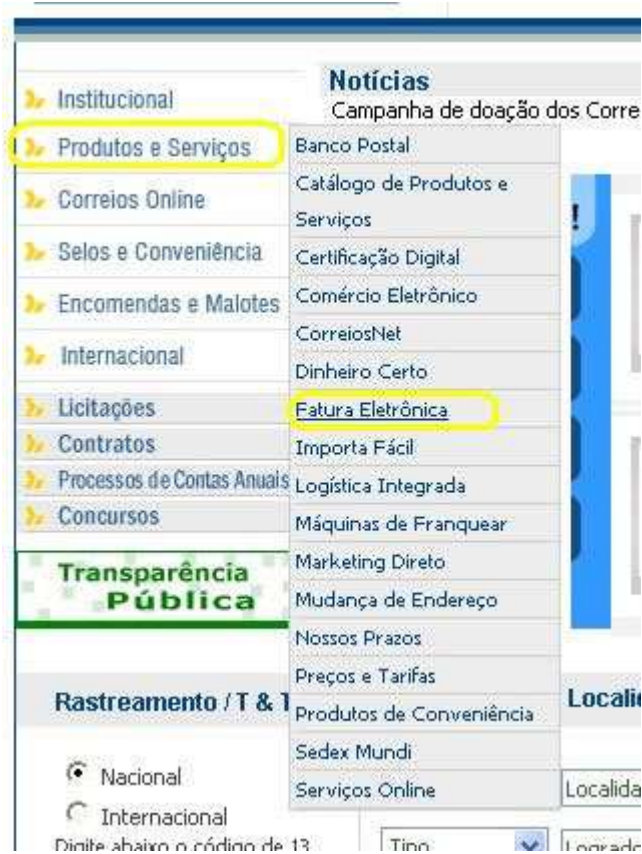 Notícias
Campanha de doação dos
Institucional
Produtos e Serviços
Correios Online
Selos e Conveniência
Encomendas e Malotes
Internacional
Licitações
Contratos
Processos de Contas Anuais
Concursos
Transparência
Pública
Banco Postal
Catálogo de Produtos e
Serviços
Certificação Digital
Comércio Eletrônico
CorreiosNet
Dinheiro Certo
Fatura Eletrônica
Importa Fácil
Logística Integrada
Máquinas de Franquear
Marketing Direto
Mudança de Endereço
Nossos Prazos
Preços e Tarifas
Produtos de Conveniência
Sedex Mundi
Serviços Online
!
Rastreamento / T &
Nacional
Internacional
Digite abaixo o código de 13
Tipo